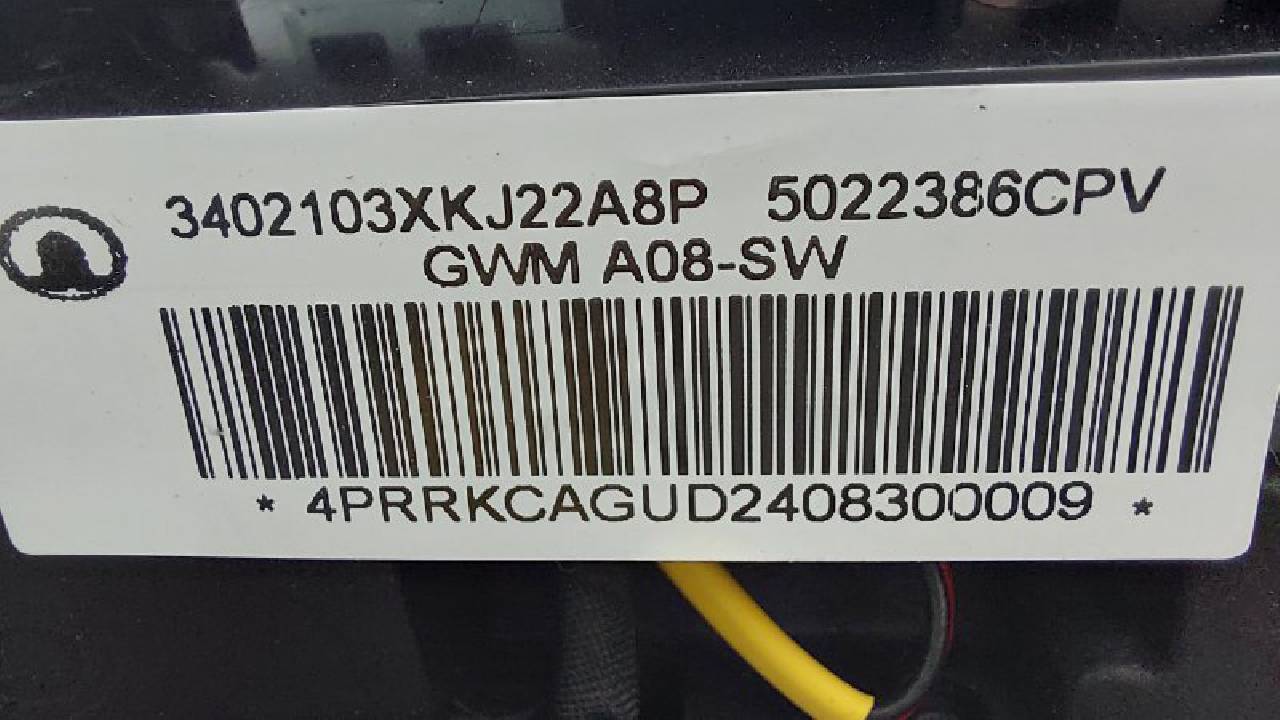 3402103XKJ22A8P 5022386CPV
GWM A08-SW
* 4PRRKCAGUD2408300009 *